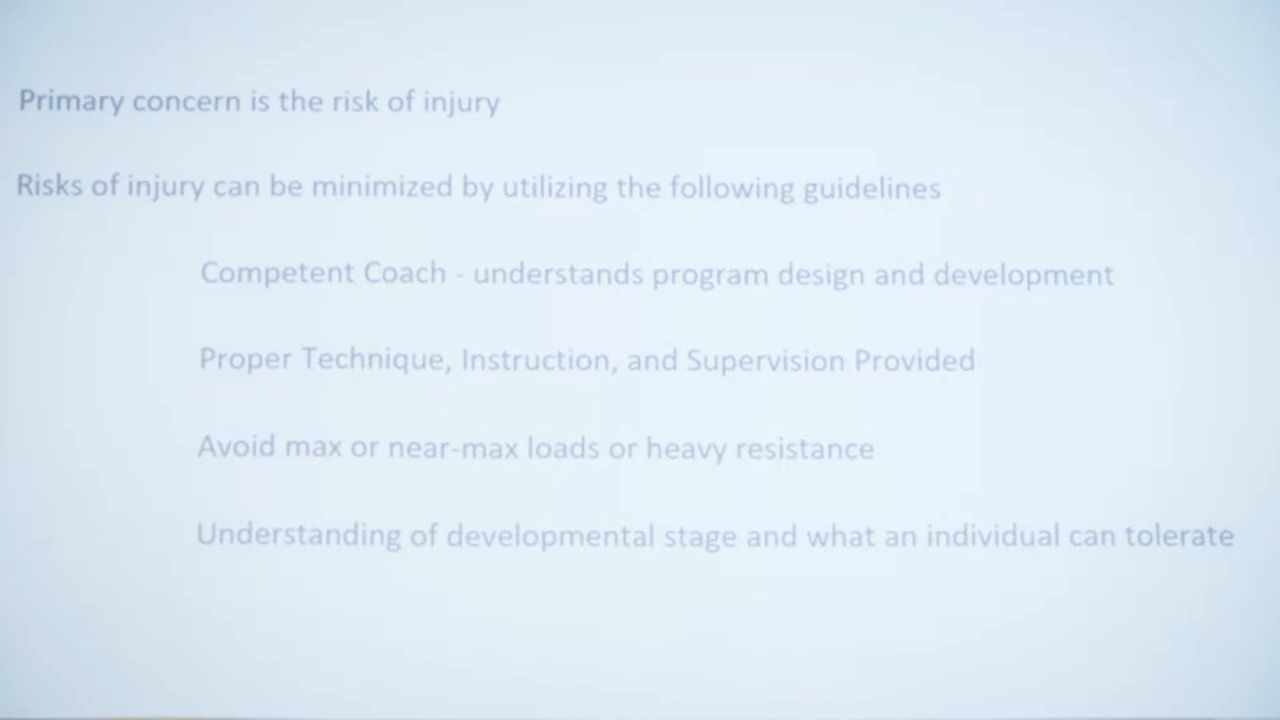 Primary concern is the risk of injury
Risks of injury can be minimized by utilizing the following guidelines
Competent Coach - understands program design and development
Proper Technique, Instruction, and Supervision Provided
Avoid max or near-max loads or heavy resistance
Understanding of developmental stage and what an individual can tolerate